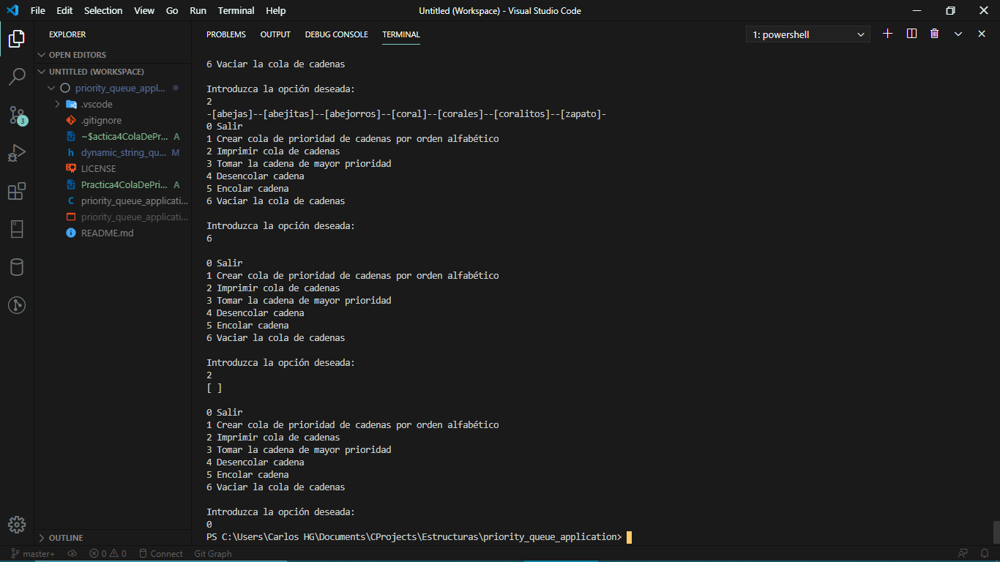 File Edit Selection View Go Run Terminal Help
Untitled (Workspace) - Visual Studio Code
EXPLORER
OPEN EDITORS
UNTITLED (WORKSPACE)
priority_queue_appl...
.vscode
.gitignore
~$actica4ColaDePr... A
dynamic_string_qu... M
LICENSE
Practica4ColaDePri... A
priority_queue_applicati...
priority_queue_applicati...
README.md
OUTLINE
3
PROBLEMS OUTPUT DEBUG CONSOLE TERMINAL
1: powershell
6 Vaciar la cola de cadenas
Introduzca la opción deseada:
2
-[abejas]--[abejitas]--[abejorros]--[coral]--[corales]--[coralitos]--[zapato]-
0 Salir
1 Crear cola de prioridad de cadenas por orden alfabético
2 Imprimir cola de cadenas
3 Tomar la cadena de mayor prioridad
4 Desencolar cadena
5 Encolar cadena
6 Vaciar la cola de cadenas
Introduzca la opción deseada:
6
0 Salir
1 Crear cola de prioridad de cadenas por orden alfabético
2 Imprimir cola de cadenas
3 Tomar la cadena de mayor prioridad
4 Desencolar cadena
5 Encolar cadena
6 Vaciar la cola de cadenas
Introduzca la opción deseada:
2
[ ]
0 Salir
1 Crear cola de prioridad de cadenas por orden alfabético
2 Imprimir cola de cadenas
3 Tomar la cadena de mayor prioridad
4 Desencolar cadena
5 Encolar cadena
6 Vaciar la cola de cadenas
Introduzca la opción deseada:
0
PS C:\Users\Carlos HG\Documents\CProjects\Estructuras\priority_queue_application>
master+ 0 0 Connect Git Graph